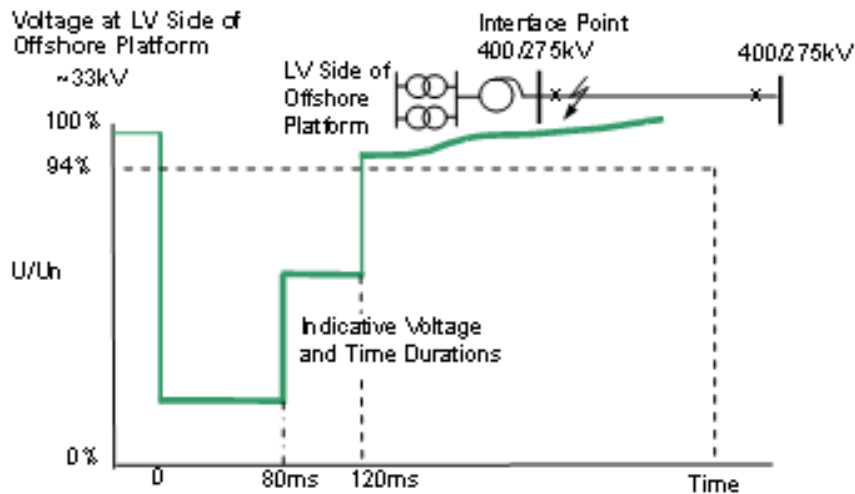 Voltage at LV Side of
Offshore Platform
~33kV
Interface Point
400/275kV
400/275kV
LV Side of
Offshore
Platform
100%
94%
U/Un
Indicative Voltage
and Time Durations
0%
0
80ms
120ms
Time